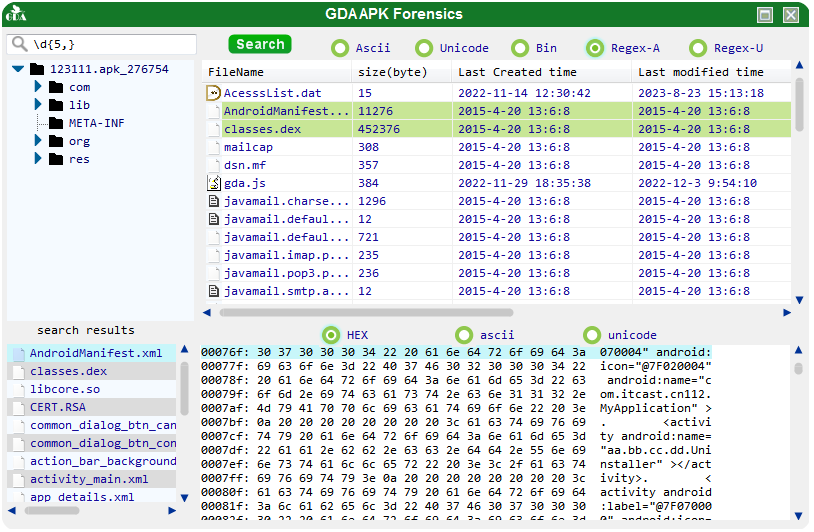 GDA
GDAAPK Forensics
\d{5,}
Search
Ascii
Unicode
Bin
Regex-A
Regex-U
123111.apk_276754
com
lib
META-INF
org
res
FileName size(byte) Last Created time Last modified time
AcesssList.dat 15 2022-11-14 12:30:42 2023-8-23 15:13:18
AndroidManifest... 11276 2015-4-20 13:6:8 2015-4-20 13:6:8
classes.dex 452376 2015-4-20 13:6:8 2015-4-20 13:6:8
mailcap 308 2015-4-20 13:6:8 2015-4-20 13:6:8
dsn.mf 357 2015-4-20 13:6:8 2015-4-20 13:6:8
gda.js 384 2022-11-29 18:35:38 2022-12-3 9:54:10
javamail.charse... 1296 2015-4-20 13:6:8 2015-4-20 13:6:8
javamail.defaul... 12 2015-4-20 13:6:8 2015-4-20 13:6:8
javamail.defaul... 721 2015-4-20 13:6:8 2015-4-20 13:6:8
javamail.imap.p... 235 2015-4-20 13:6:8 2015-4-20 13:6:8
javamail.pop3.p... 236 2015-4-20 13:6:8 2015-4-20 13:6:8
javamail.smtp.a... 12 2015-4-20 13:6:8 2015-4-20 13:6:8
search results
AndroidManifest.xml
classes.dex
libcore.so
CERT.RSA
common_dialog_btn_can
common_dialog_btn_con
action_bar_background
activity_main.xml
app_details.xml
HEX
ascii
unicode
00076f: 30 37 30 30 30 34 22 20 61 6e 64 72 6f 69 64 3a 070004" android:
00077f: 69 63 6f 6e 3d 22 40 37 46 30 32 30 30 30 34 22 icon="@7F020004"
00078f: 20 61 6e 64 72 6f 69 64 3a 6e 61 6d 65 3d 22 63 android:name="c
00079f: 6f 6d 2e 69 74 63 61 73 74 2e 63 6e 31 31 32 2e om.itcast.cn112.
0007af: 4d 79 41 70 70 6c 69 63 61 74 69 6f 6e 22 20 3e MyApplication" >
0007bf: 0a 20 20 20 20 20 20 20 20 3c 61 63 74 69 76 69 . <activi
0007cf: 74 79 20 61 6e 64 72 6f 69 64 3a 6e 61 6d 65 3d ty android:name=
0007df: 22 61 61 2e 62 62 2e 63 63 2e 64 64 2e 55 6e 69 "aa.bb.cc.dd.Uni
0007ef: 6e 73 74 61 6c 6c 65 72 22 20 3e 3c 2f 61 63 74 nstaller" ></act
0007ff: 69 76 69 74 79 3e 0a 20 20 20 20 20 20 20 20 3c ivity>. <
00080f: 61 63 74 69 76 69 74 79 20 61 6e 64 72 6f 69 64 activity android
00081f: 3a 6c 61 62 65 6c 3d 22 40 37 46 30 37 30 30 30 :label="@7F07000
00082f: 30 22 20 61 6e 64 72 6f 69 64 3a 69 63 6f 6e 3d 0" android:icon=